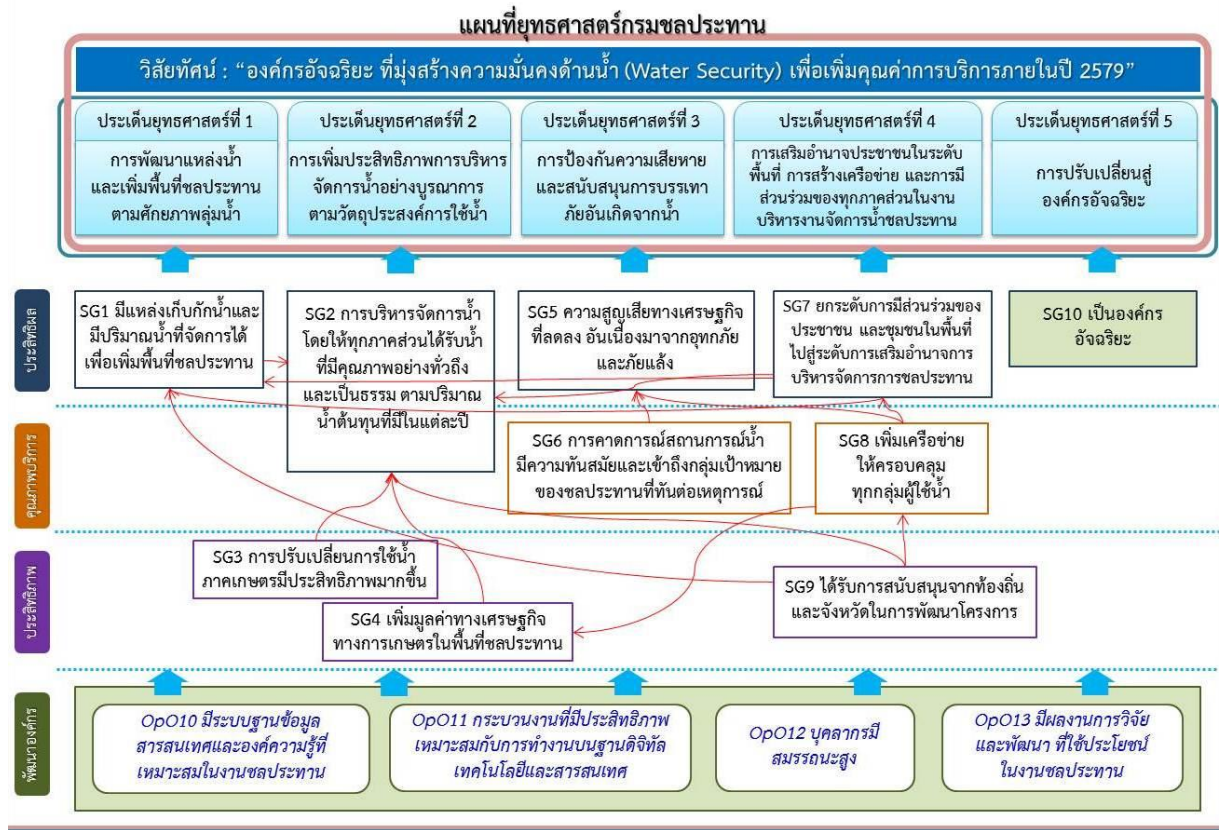 แผนที่ยุทธศาสตร์กรมชลประทาน
วิสัยทัศน์ : “องค์กรอัจฉริยะ ที่มุ่งสร้างความมั่นคงด้านน้ำ (Water Security) เพื่อเพิ่มคุณค่าการบริการภายในปี 2579”
ประเด็นยุทธศาสตร์ที่ 1
การพัฒนาแหล่งน้ำ
และเพิ่มพื้นที่ชลประทาน
ตามศักยภาพลุ่มน้ำ
ประเด็นยุทธศาสตร์ที่ 2
การเพิ่มประสิทธิภาพการบริหาร
จัดการน้ำอย่างบูรณาการ
ตามวัตถุประสงค์การใช้น้ำ
ประเด็นยุทธศาสตร์ที่ 3
การป้องกันความเสียหาย
และสนับสนุนการบรรเทา
ภัยอันเกิดจากน้ำ
ประเด็นยุทธศาสตร์ที่ 4
การเสริมอำนาจประชาชนในระดับ
พื้นที่ การสร้างเครือข่าย และการมี
ส่วนร่วมของทุกภาคส่วนในงาน
บริหารงานจัดการน้ำชลประทาน
ประเด็นยุทธศาสตร์ที่ 5
การปรับเปลี่ยนสู่
องค์กรอัจฉริยะ
ประสิทธิผล
SG1 มีแหล่งเก็บกักน้ำและ
มีปริมาณน้ำที่จัดการได้
เพื่อเพิ่มพื้นที่ชลประทาน
SG2 การบริหารจัดการน้ำ
โดยให้ทุกภาคส่วนได้รับน้ำ
ที่มีคุณภาพอย่างทั่วถึง
และเป็นธรรม ตามปริมาณ
น้ำต้นทุนที่มีในแต่ละปี
SG5 ความสูญเสียทางเศรษฐกิจ
ที่ลดลง อันเนื่องมาจากอุทกภัย
และภัยแล้ง
SG7 ยกระดับการมีส่วนร่วมของ
ประชาชน และชุมชนในพื้นที่
ไปสู่ระดับการเสริมอำนาจการ
บริหารจัดการการชลประทาน
SG10 เป็นองค์กร
อัจฉริยะ
คุณภาพบริการ
SG6 การคาดการณ์สถานการณ์น้ำ
มีความทันสมัยและเข้าถึงกลุ่มเป้าหมาย
ของชลประทานที่ทันต่อเหตุการณ์
SG8 เพิ่มเครือข่าย
ให้ครอบคลุม
ทุกกลุ่มผู้ใช้น้ำ
ประสิทธิภาพ
SG3 การปรับเปลี่ยนการใช้น้ำ
ภาคเกษตรมีประสิทธิภาพมากขึ้น
SG4 เพิ่มมูลค่าทางเศรษฐกิจ
ทางการเกษตรในพื้นที่ชลประทาน
SG9 ได้รับการสนับสนุนจากท้องถิ่น
และจังหวัดในการพัฒนาโครงการ
พัฒนาองค์กร
OpO10 มีระบบฐานข้อมูล
สารสนเทศและองค์ความรู้ที่
เหมาะสมในงานชลประทาน
OpO11 กระบวนงานที่มีประสิทธิภาพ
เหมาะสมกับการทำงานบนฐานดิจิทัล
เทคโนโลยีและสารสนเทศ
OpO12 บุคลากรมี
สมรรถนะสูง
OpO13 มีผลงานการวิจัย
และพัฒนา ที่ใช้ประโยชน์
ในงานชลประทาน